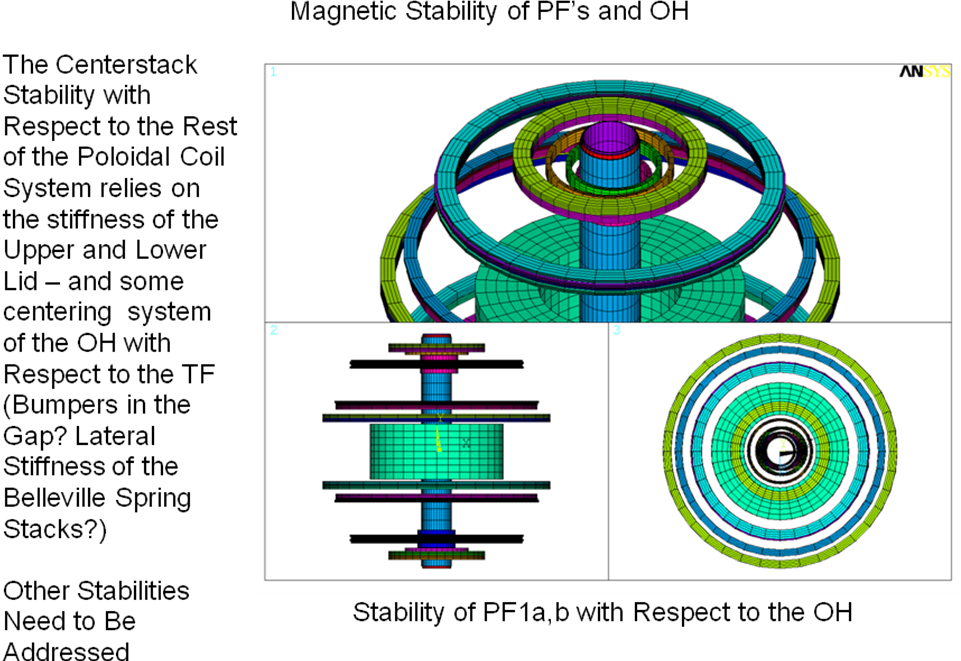 Magnetic Stability of PF's and OH
The Centerstack
Stability with
Respect to the Rest
of the Poloidal Coil
System relies on
the stiffness of the
Upper and Lower
Lid – and some
centering system
of the OH with
Respect to the TF
(Bumpers in the
Gap? Lateral
Stiffness of the
Belleville Spring
Stacks?)
Other Stabilities
Need to Be
Addressed
1
ANSYS
2
Y
X
3
Stability of PF1a,b with Respect to the OH